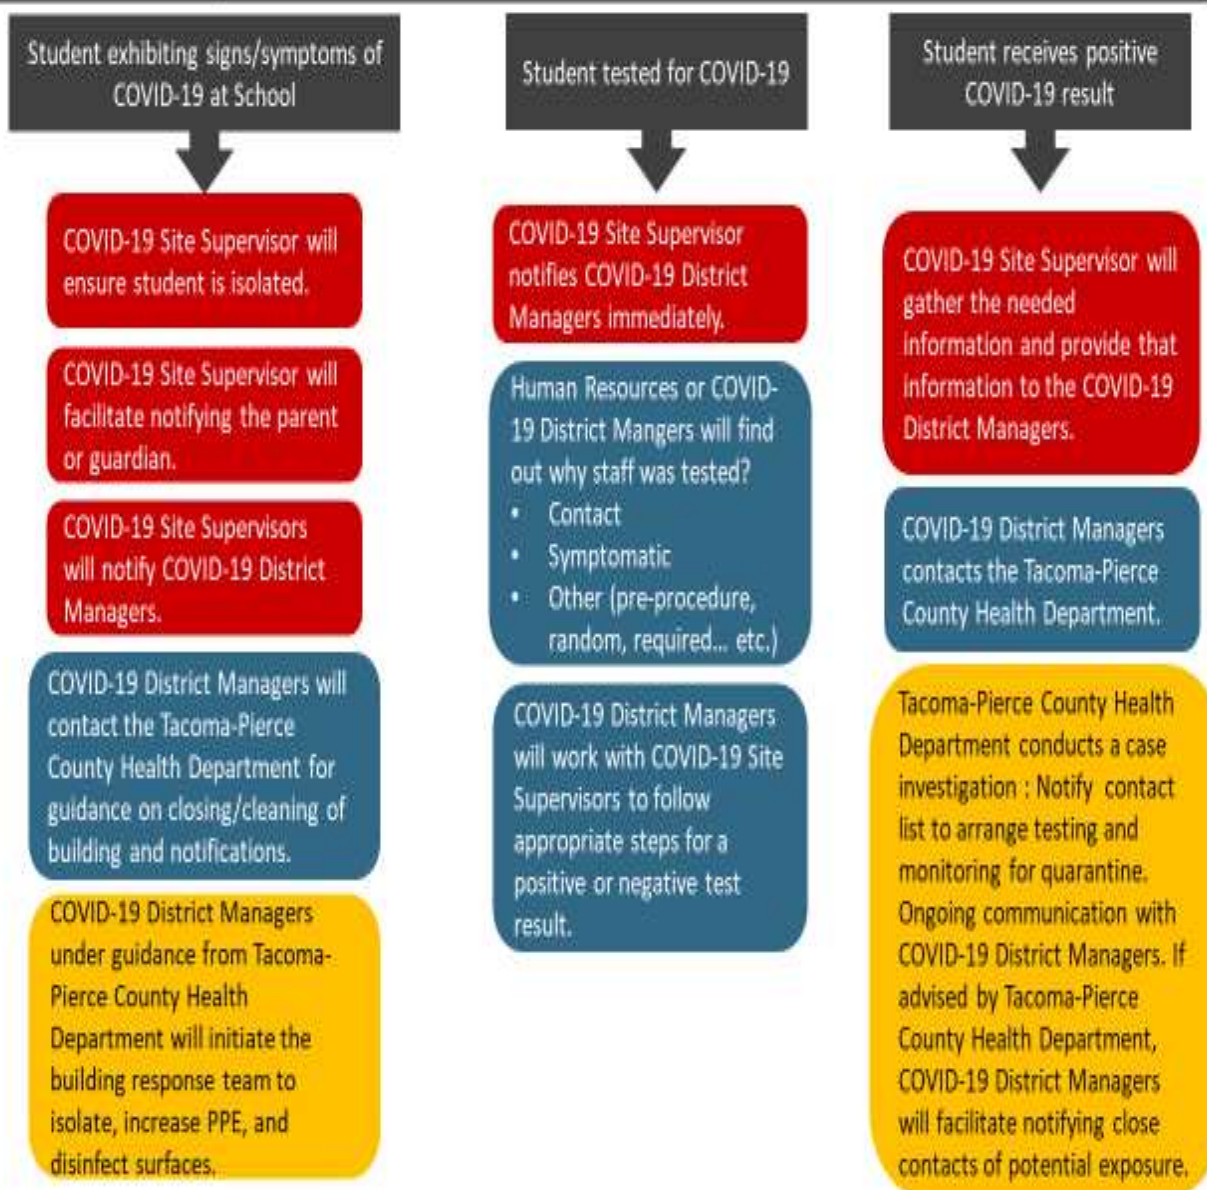 Student exhibiting signs/symptoms of
COVID-19 at School
COVID-19 Site Supervisor will
ensure student is isolated.
COVID-19 Site Supervisor will
facilitate notifying the parent
or guardian.
COVID-19 Site Supervisors
will notify COVID-19 District
Managers.
COVID-19 District Managers will
contact the Tacoma-Pierce
County Health Department for
guidance on closing/cleaning of
building and notifications.
COVID-19 District Managers
under guidance from Tacoma-
Pierce County Health
Department will initiate the
building response team to
isolate, increase PPE, and
disinfect surfaces.
Student tested for COVID-19
COVID-19 Site Supervisor
notifies COVID-19 District
Managers immediately.
Human Resources or COVID-
19 District Mangers will find
out why staff was tested?
• Contact
• Symptomatic
• Other (pre-procedure,
random, required... etc.)
COVID-19 District Managers
will work with COVID-19 Site
Supervisors to follow
appropriate steps for a
positive or negative test
result.
Student receives positive
COVID-19 result
COVID-19 Site Supervisor will
gather the needed
information and provide that
information to the COVID-19
District Managers.
COVID-19 District Managers
contacts the Tacoma-Pierce
County Health Department.
Tacoma-Pierce County Health
Department conducts a case
investigation : Notify contact
list to arrange testing and
monitoring for quarantine.
Ongoing communication with
COVID-19 District Managers. If
advised by Tacoma-Pierce
County Health Department,
COVID-19 District Managers
will facilitate notifying close
contacts of potential exposure.